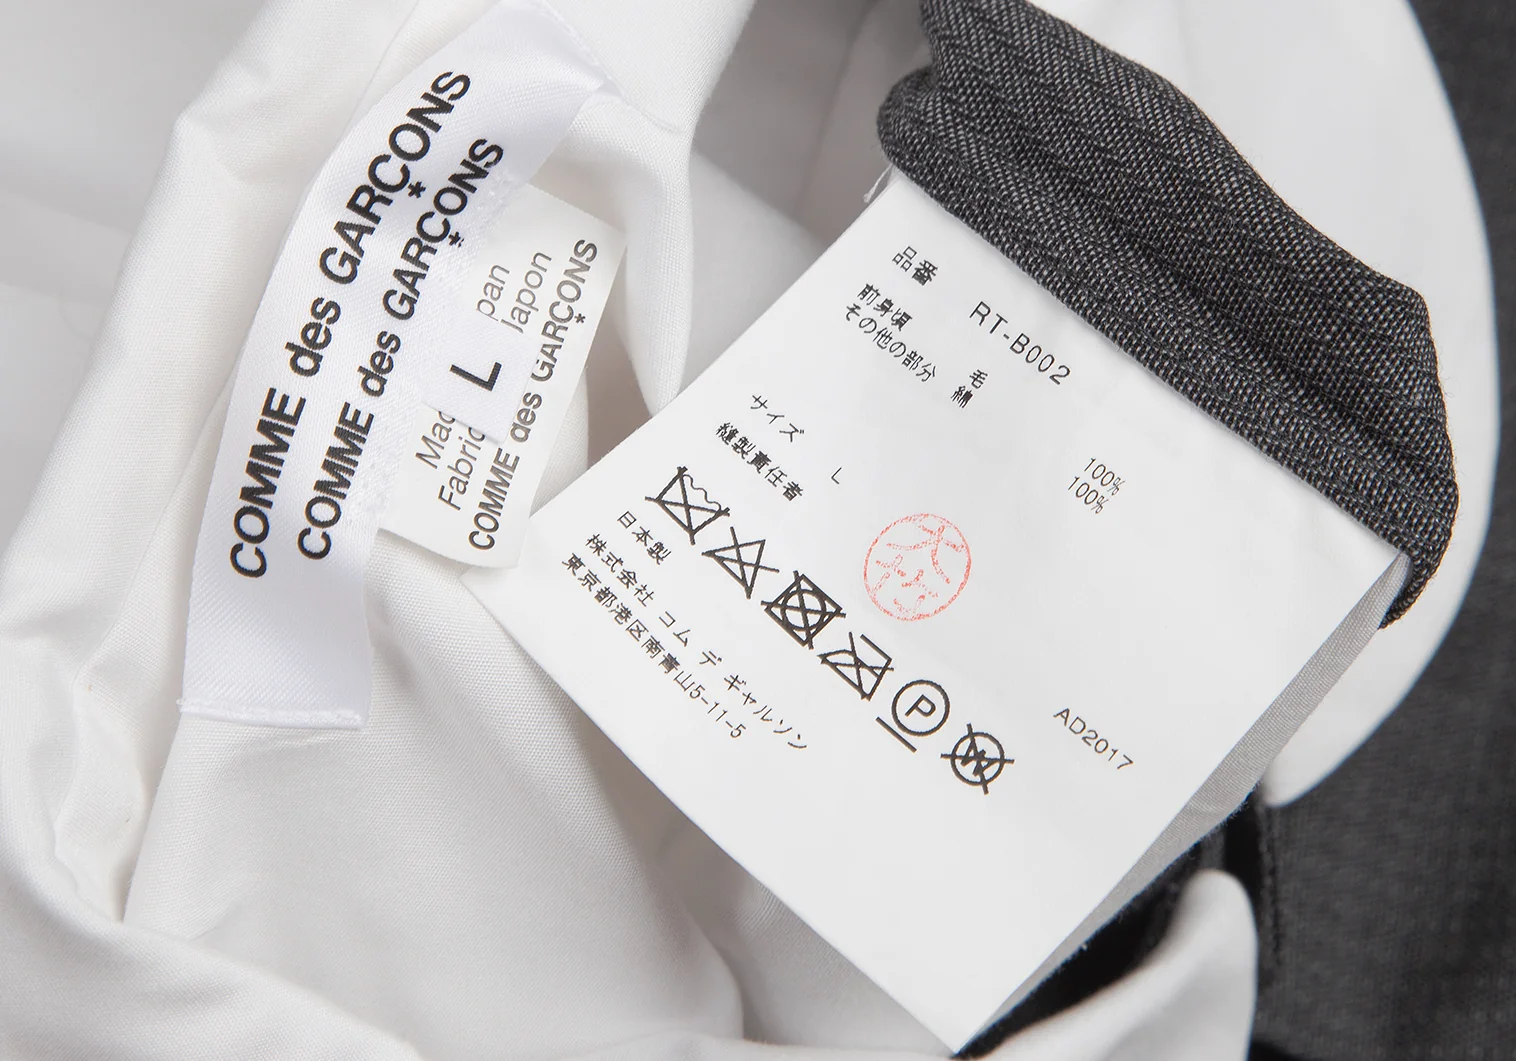 COMME des GARÇONS
COMME des GARÇONS
L
pan
Japon
COMME des GARÇONS
品番 RT-B002
前身頃 毛 100%
その他の部分 綿 100%
サイズ L
縫製責任者
日本製
株式会社 コム デ ギャルソン
東京都港区南青山5-11-5
P
W
AD2017